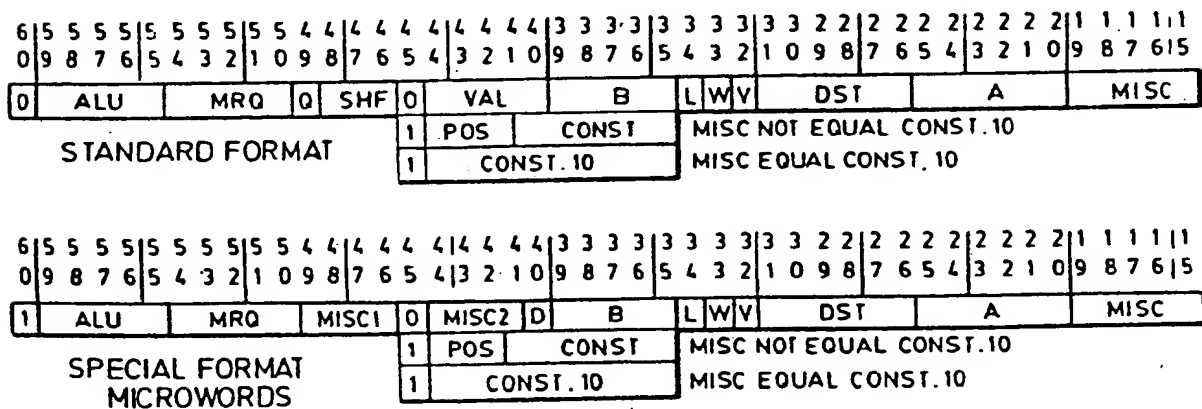 6 5 5 5 5 5 5 5 5 5 5 4 4 4 4 4 4 4 4 4 4 3 3 3 3 3 3 3 3 3 3 2 2 2 2 2 2 2 2 2 2 1 1 1 1 1
0 9 8 7 6 5 4 3 2 1 0 9 8 7 6 5 4 3 2 1 0 9 8 7 6 5 4 3 2 1 0 9 8 7 6 5 4 3 2 1 0 9 8 7 6 5
0 ALU MRQ Q SHF 0 VAL B L W V DST A MISC
1 POS CONST MISC NOT EQUAL CONST.10
STANDARD FORMAT
1 CONST.10 MISC EQUAL CONST.10
6 5 5 5 5 5 5 5 5 5 5 4 4 4 4 4 4 4 4 4 4 3 3 3 3 3 3 3 3 3 3 2 2 2 2 2 2 2 2 2 2 1 1 1 1 1
0 9 8 7 6 5 4 3 2 1 0 9 8 7 6 5 4 3 2 1 0 9 8 7 6 5 4 3 2 1 0 9 8 7 6 5 4 3 2 1 0 9 8 7 6 5
1 ALU MRQ MISC1 0 MISC2 D B L W V DST A MISC
1 POS CONST MISC NOT EQUAL CONST.10
SPECIAL FORMAT
1 CONST.10 MISC EQUAL CONST.10
MICROWORDS